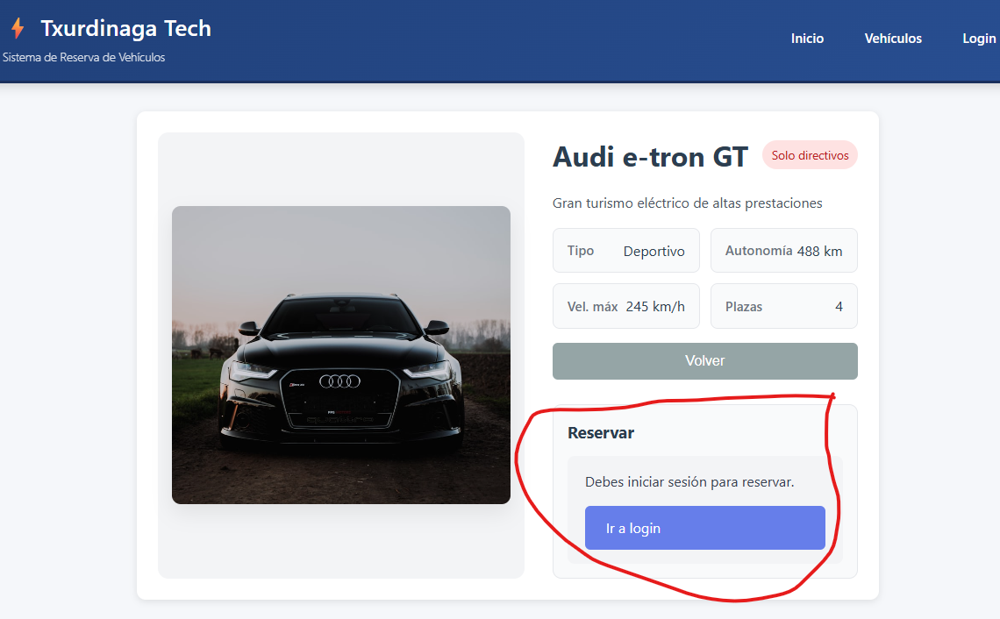 Txurdinaga Tech
Sistema de Reserva de Vehículos
Inicio Vehículos Login
Audi e-tron GT Solo directivos
Gran turismo eléctrico de altas prestaciones
Tipo Deportivo Autonomía 488 km
Vel. máx 245 km/h Plazas 4
Volver
Reservar
Debes iniciar sesión para reservar.
Ir a login